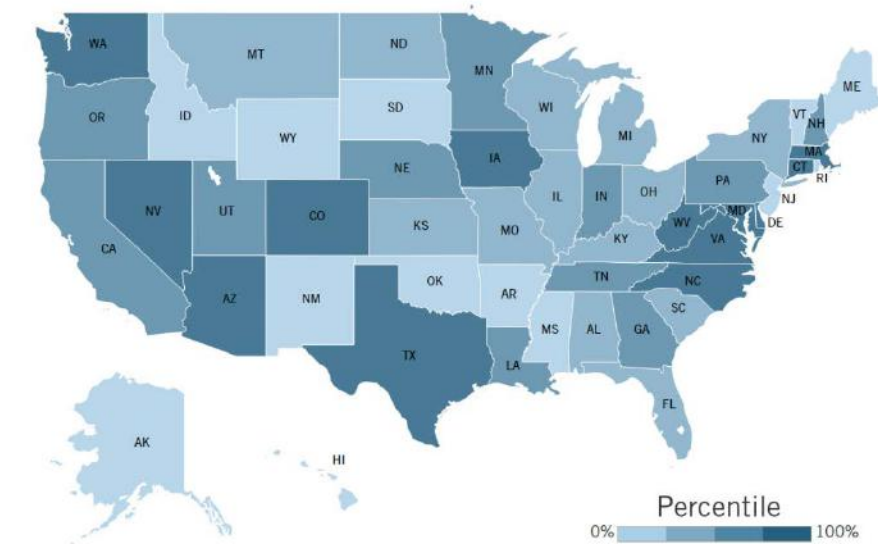 WA
MT
ND
MN
ME
VT
NH
OR
ID
SD
WI
MI
NY
MA
CT
RI
WY
IA
NE
PA
NJ
NV
UT
CO
IL
IN
OH
MD
DE
CA
KS
MO
KY
WV
VA
AZ
NM
OK
AR
TN
NC
SC
TX
LA
MS
AL
GA
FL
AK
HI
Percentile
0% 100%